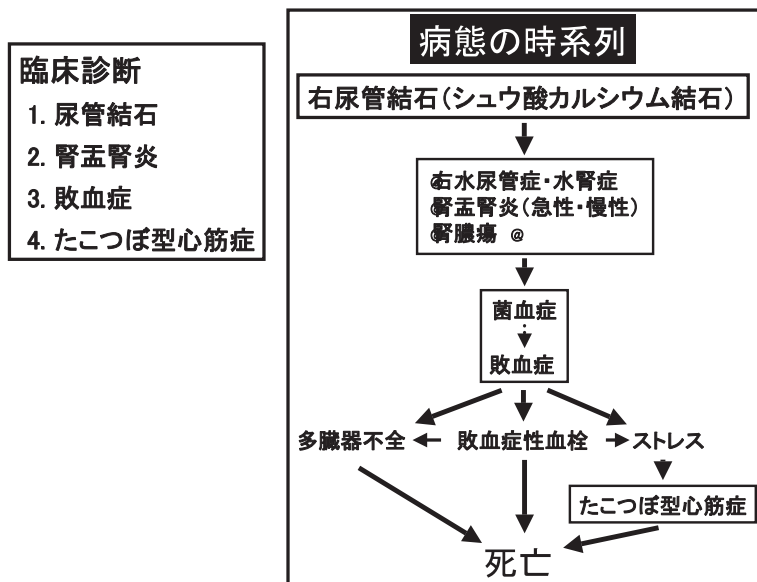 臨床診断
1. 尿管結石
2. 腎盂腎炎
3. 敗血症
4. たこつぼ型心筋症
病態の時系列
右尿管結石（シュウ酸カルシウム結石）
@右水尿管症・水腎症
@腎盂腎炎（急性・慢性）
@腎膿瘍 @
菌血症
敗血症
多臓器不全 敗血症性血栓 ストレス
たこつぼ型心筋症
死亡